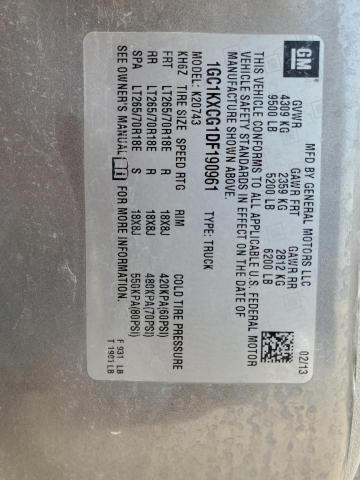 GM
MFD BY GENERAL MOTORS LLC
02/13
GVWR GAWR FRT GAWR RR
4309 KG 2359 KG 2812 KG
9500 LB 5200 LB 6200 LB
THIS VEHICLE CONFORMS TO ALL APPLICABLE U.S. FEDERAL MOTOR
VEHICLE SAFETY STANDARDS IN EFFECT ON THE DATE OF
MANUFACTURE SHOWN ABOVE.
1GC1KXCG1DF190961 TYPE: TRUCK
KH6Z K20743
TIRE SIZE SPEED RTG RIM COLD TIRE PRESSURE
FRT LT265/70R18E R 18X8J 420KPA(60PSI)
RR LT265/70R18E R 18X8J 480KPA(70PSI)
SPA LT265/70R18E S 18X8J 550KPA(80PSI)
SEE OWNER'S MANUAL FOR MORE INFORMATION
F 931 LB
T 1901 LB